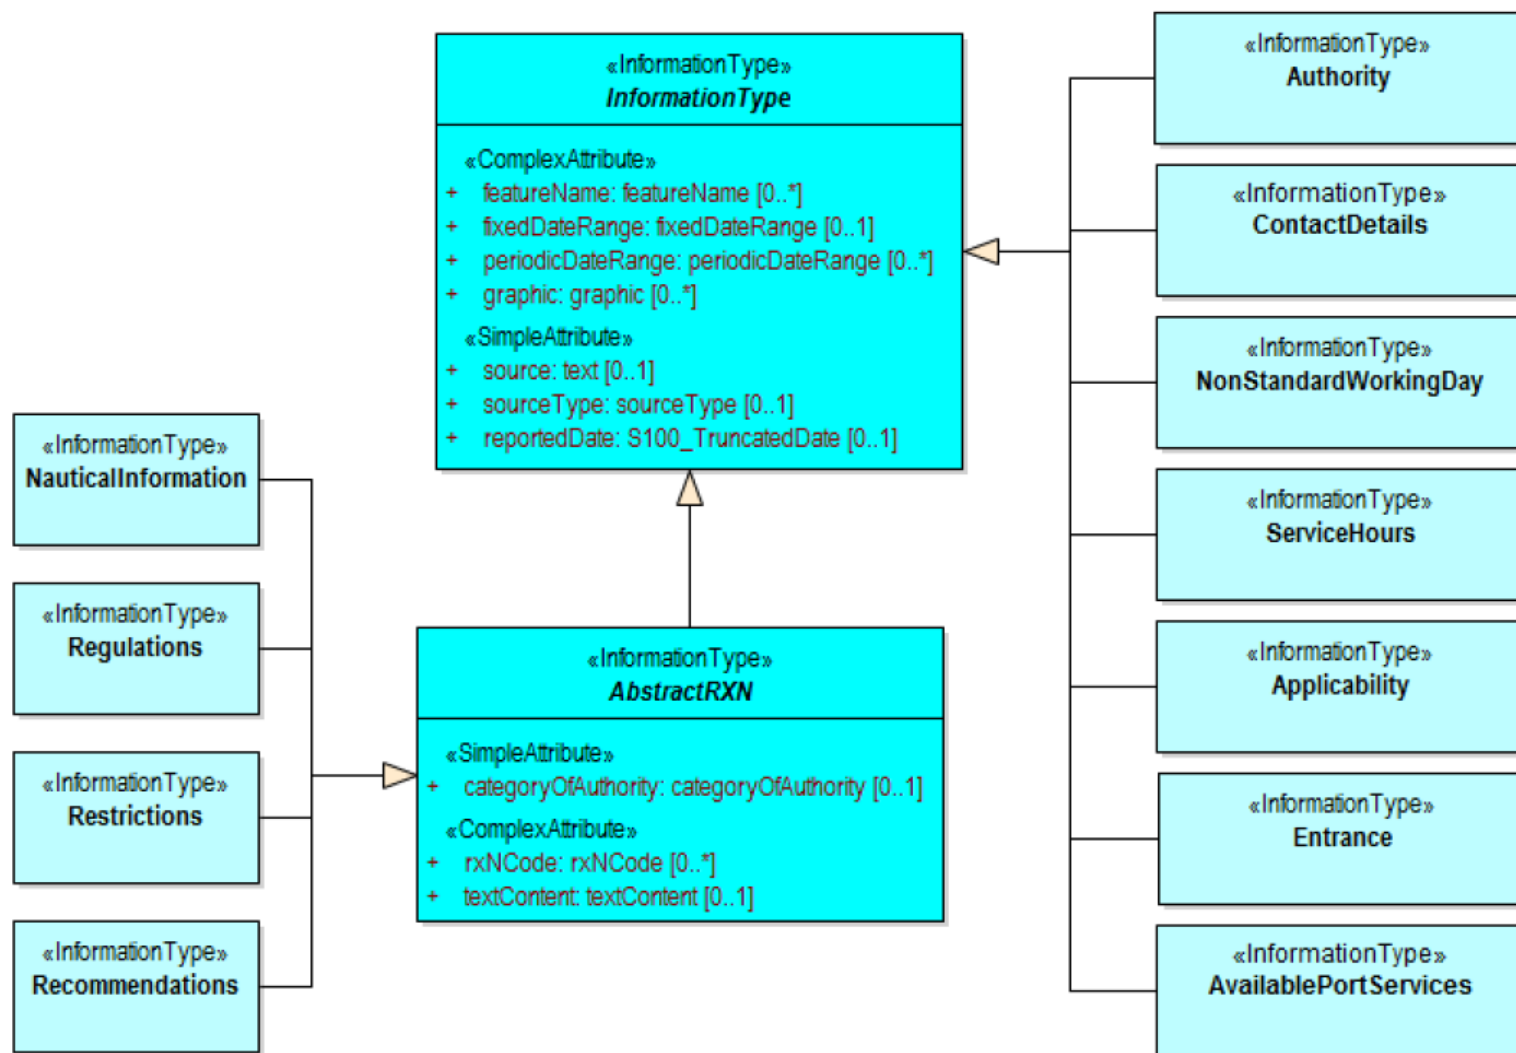 «InformationType»
InformationType
«ComplexAttribute»
+ featureName: featureName [0..*]
+ fixedDateRange: fixedDateRange [0..1]
+ periodicDateRange: periodicDateRange [0..*]
+ graphic: graphic [0..*]
«SimpleAttribute»
+ source: text [0..1]
+ sourceType: sourceType [0..1]
+ reportedDate: S100_TruncatedDate [0..1]
«InformationType»
NauticalInformation
«InformationType»
Regulations
«InformationType»
Restrictions
«InformationType»
Recommendations
«InformationType»
AbstractRXN
«SimpleAttribute»
+ categoryOfAuthority: categoryOfAuthority [0..1]
«ComplexAttribute»
+ rxNCode: rxNCode [0..*]
+ textContent: textContent [0..1]
«InformationType»
Authority
«InformationType»
ContactDetails
«InformationType»
NonStandardWorkingDay
«InformationType»
ServiceHours
«InformationType»
Applicability
«InformationType»
Entrance
«InformationType»
AvailablePortServices